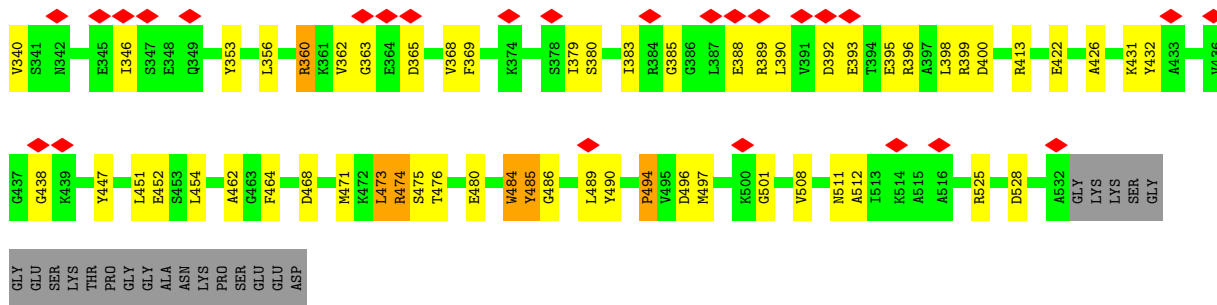 V340 S341 N342 E345 I346 S347 E348 Q349 Y353 L356 R360 K361 V362 G363 E364 D365 V368 F369 K374 S378 I379 S380 I383 R384 G385 G386 L387 E388 R389 L390 V391 D392 E393 T394 E395 R396 A397 L398 R399 D400 R413 E422 A426 K431 Y432 A433 V436
G437 G438 K439 Y447 L451 E452 S453 L454 A462 G463 F464 D468 M471 K472 L473 R474 S475 T476 E480 W484 Y485 G486 L489 Y490 P494 V495 D496 M497 K500 G501 V508 N511 A512 I513 K514 A515 A516 R525 D528 A532 GLY LYS LYS SER GLY
GLY GLU SER LYS THR PRO GLY GLY ALA ASN LYS PRO SER GLU GLU ASP